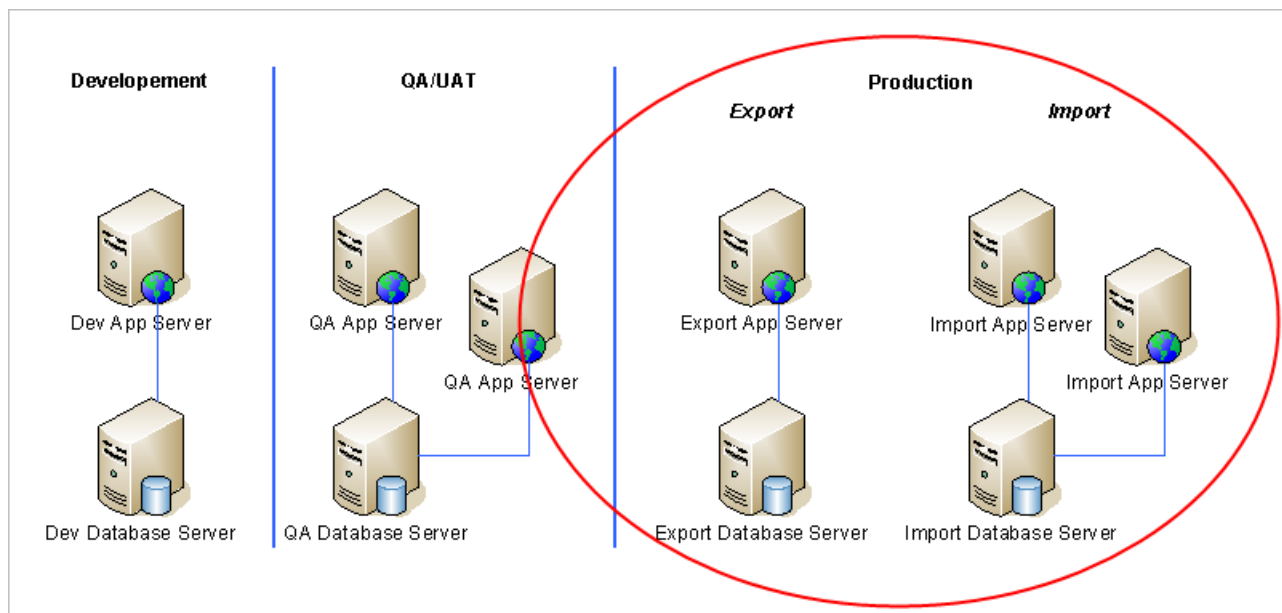 Developement
QA/UAT
Production
Export
Import
Dev App Server
QA App Server
QA App Server
Export App Server
Import App Server
Import App Server
Dev Database Server
QA Database Server
Export Database Server
Import Database Server